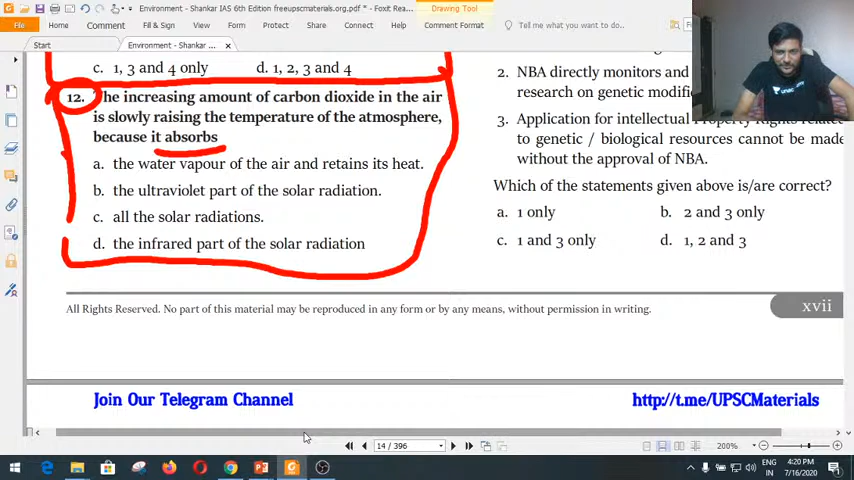 Environment - Shankar IAS 6th Edition freeupscmaterials.org.pdf * - Foxit Rea...
Drawing Tool
File
Home
Comment
Fill & Sign
View
Form
Protect
Share
Connect
Help
Comment Format
Tell me what you want to do...
Start
Environment - Shankar ...
c. 1, 3 and 4 only d. 1, 2, 3 and 4
12. The increasing amount of carbon dioxide in the air
is slowly raising the temperature of the atmosphere,
because it absorbs
a. the water vapour of the air and retains its heat.
b. the ultraviolet part of the solar radiation.
c. all the solar radiations.
d. the infrared part of the solar radiation
2. NBA directly monitors and
research on genetic modifi
3. Application for intellectual Property Rights related
to genetic / biological resources cannot be made
without the approval of NBA.
Which of the statements given above is/are correct?
a. 1 only b. 2 and 3 only
c. 1 and 3 only d. 1, 2 and 3
All Rights Reserved. No part of this material may be reproduced in any form or by any means, without permission in writing.
xvii
Join Our Telegram Channel
http://t.me/UPSCMaterials
14 / 396
200%
ENG
IN
4:20 PM
7/16/2020